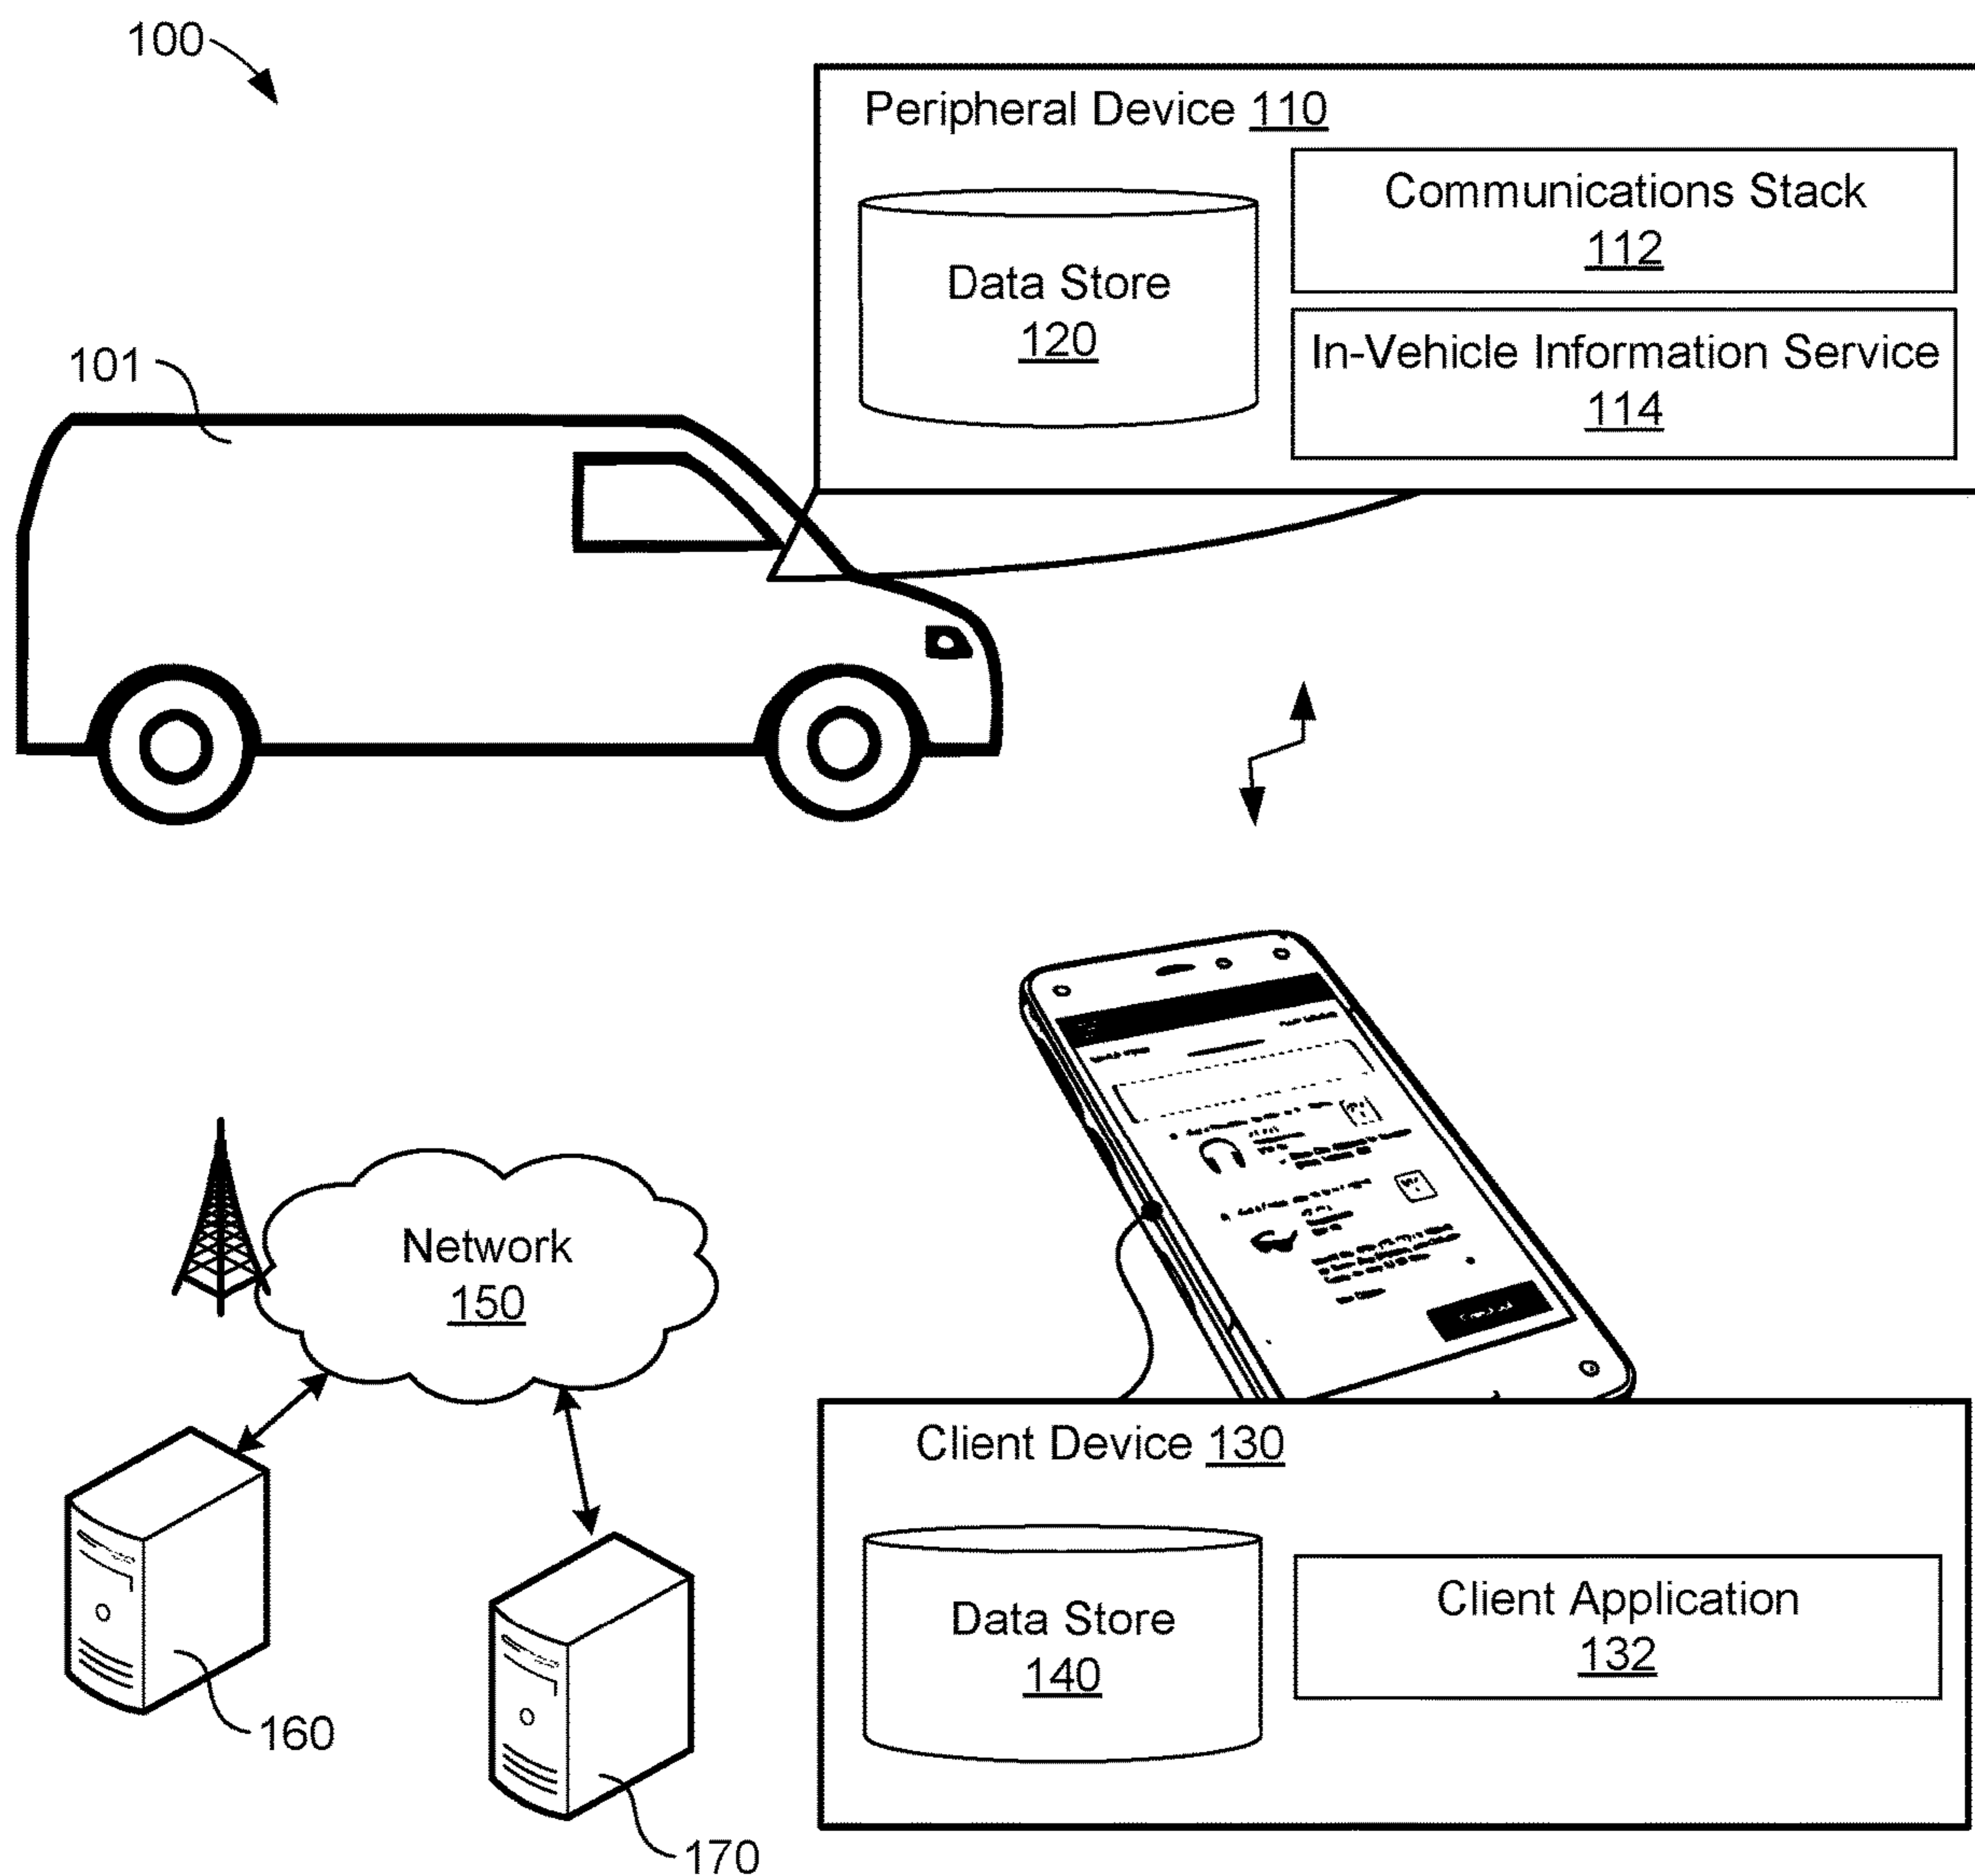 100
Peripheral Device 110
Communications Stack
112
Data Store
120
In-Vehicle Information Service
114
101
Network
150
Client Device 130
Data Store
140
Client Application
132
160
170